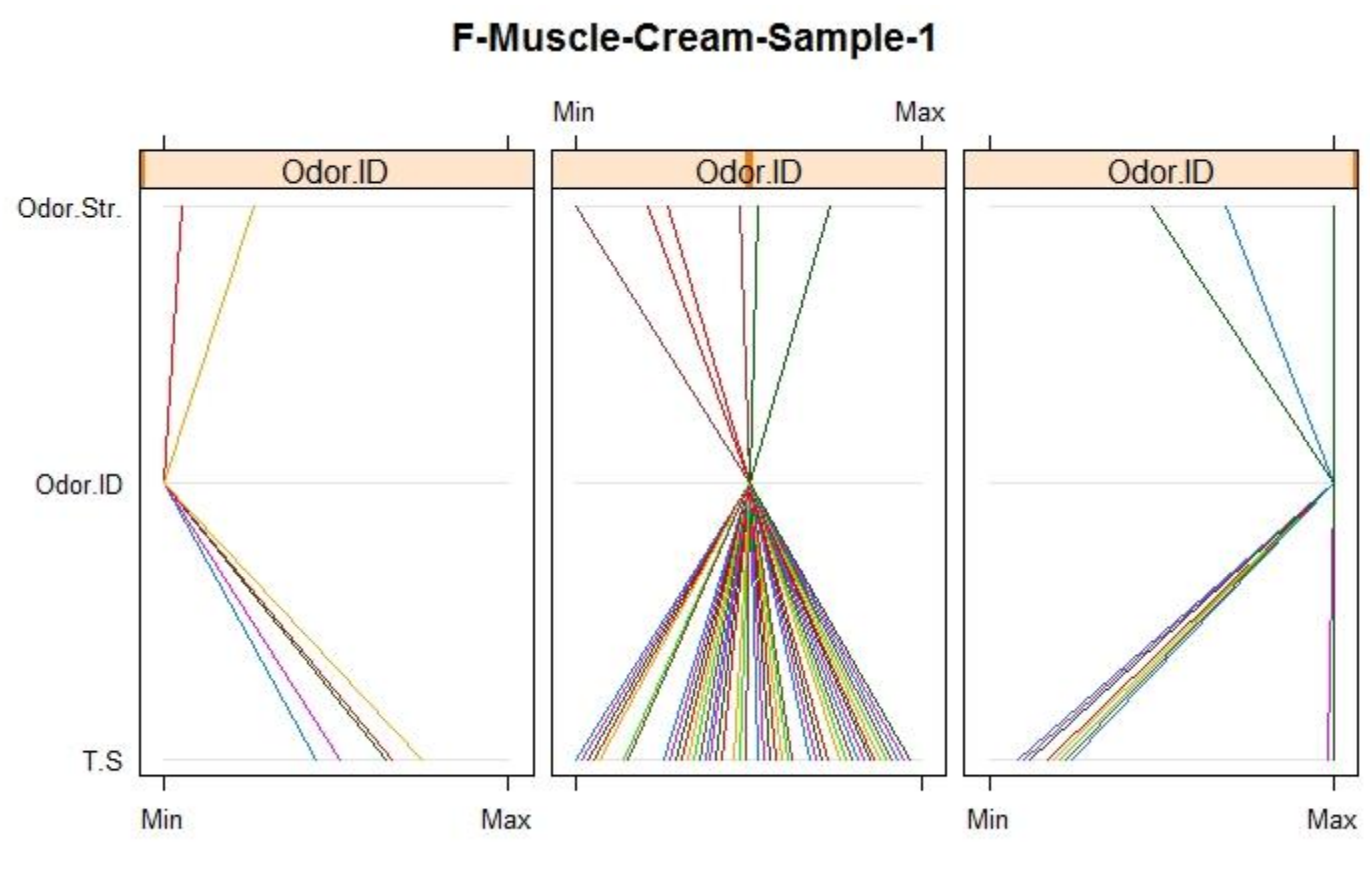 F-Muscle-Cream-Sample-1
Min Max
Odor.ID Odor.ID Odor.ID
Odor.Str.
Odor.ID
T.S
Min Max Min Max